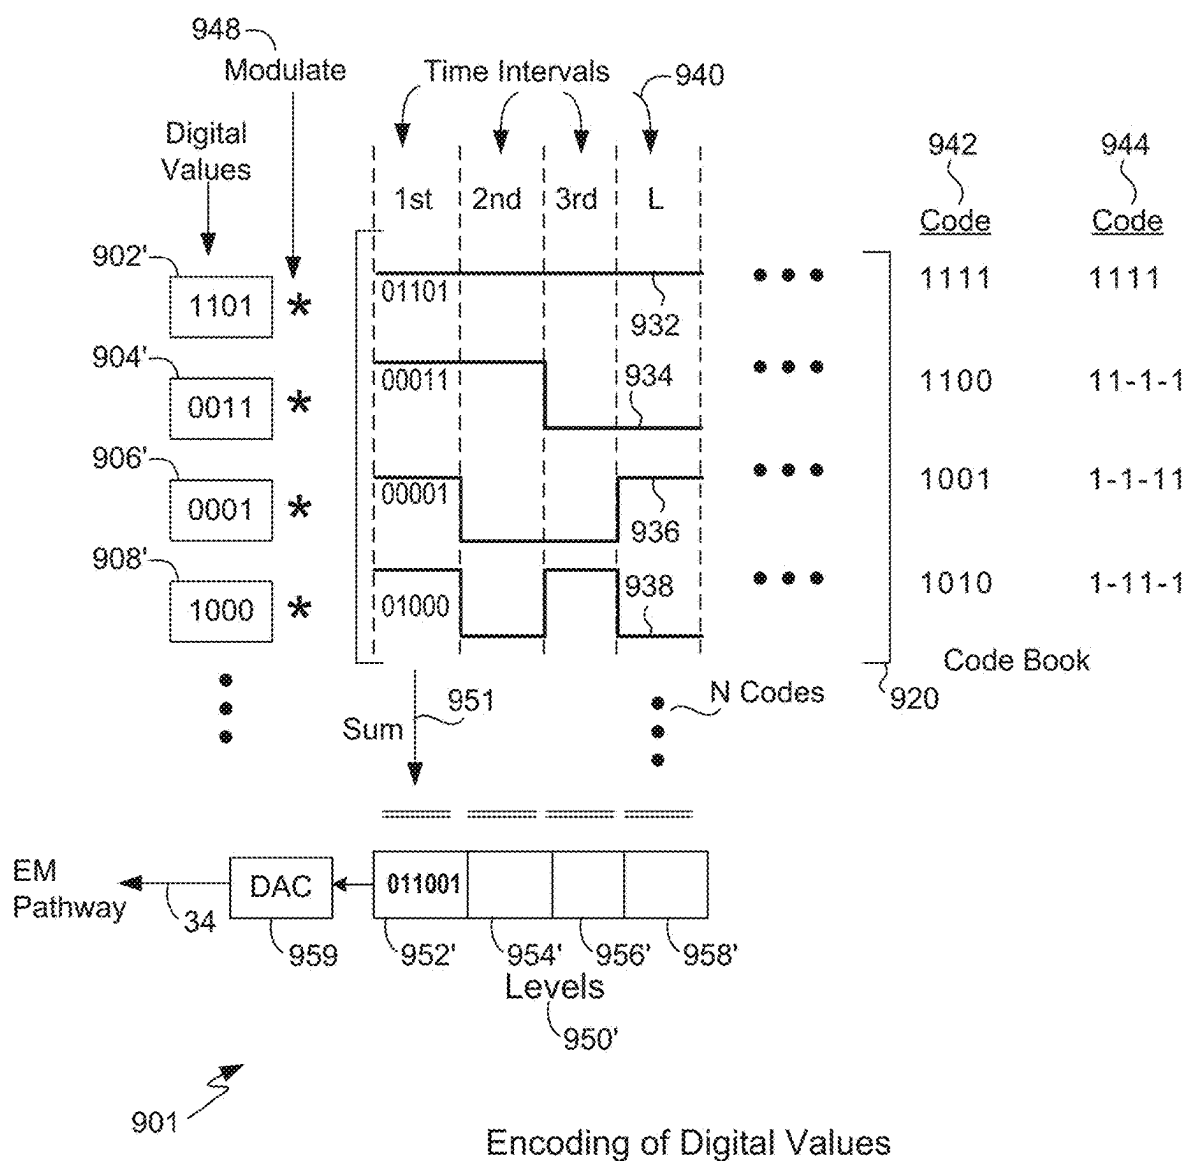 948
Modulate
Time Intervals
940
Digital
Values
942
944
1st 2nd 3rd L
Code
Code
902'
1101
*
01101
932
1111
1111
904'
0011
*
00011
934
1100
11-1-1
906'
0001
*
00001
936
1001
1-1-11
908'
1000
*
01000
938
1010
1-11-1
Code Book
920
Sum
951
N Codes
EM
Pathway
34
DAC
959
011001
952'
954'
956'
958'
Levels
950'
901
Encoding of Digital Values